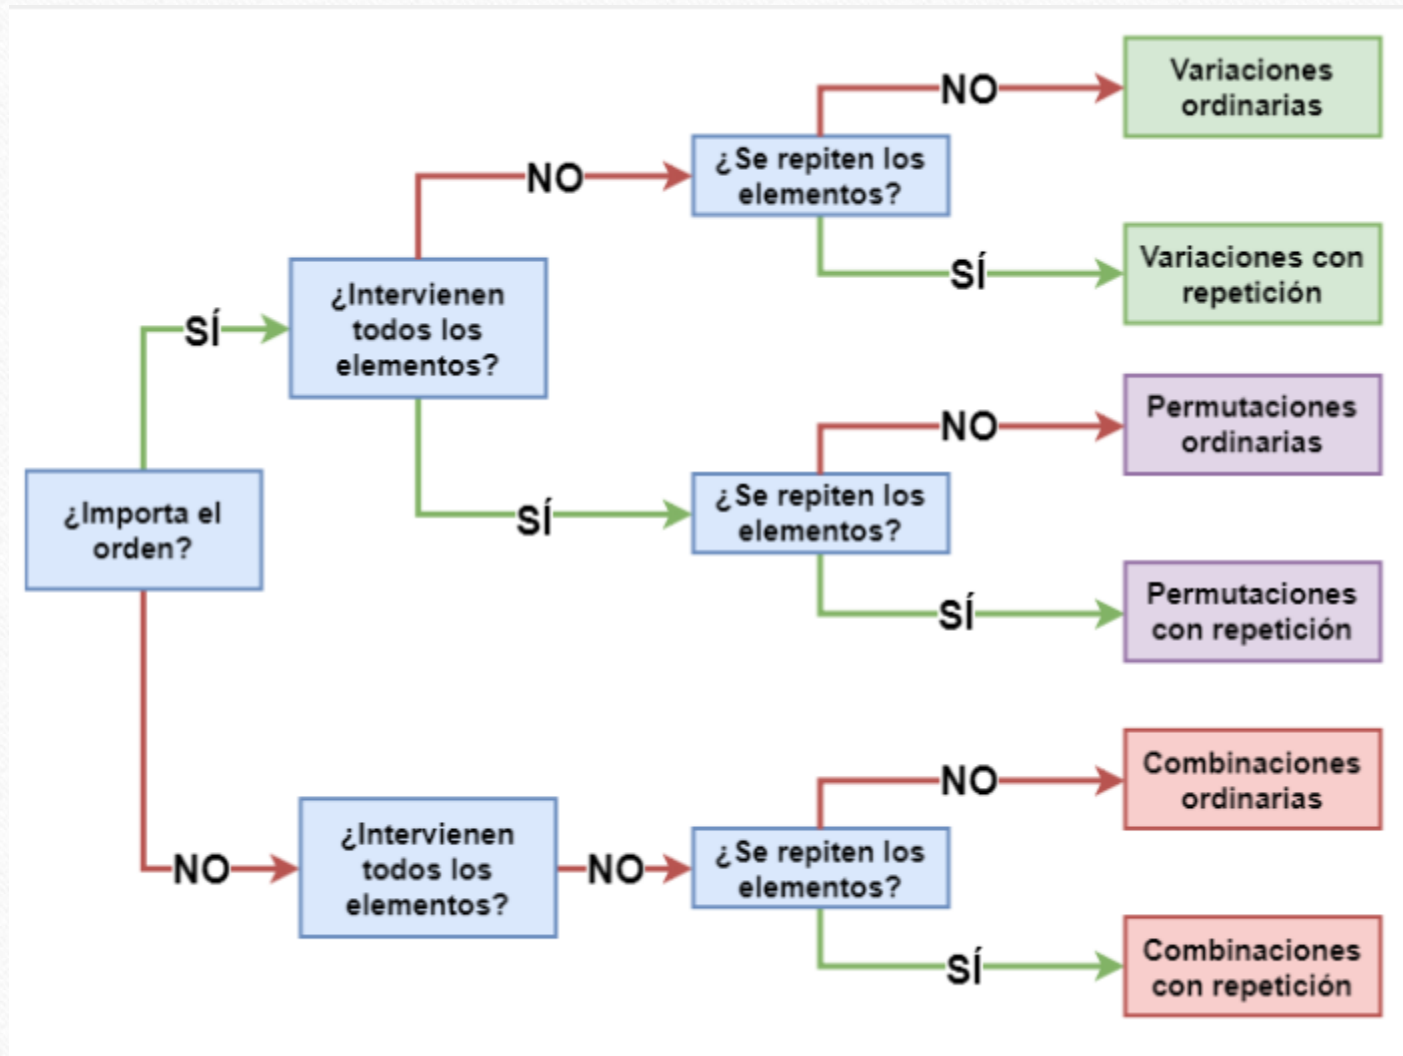 NO
Variaciones
ordinarias
¿Se repiten los
elementos?
NO
SÍ
Variaciones con
repetición
¿Intervienen
todos los
elementos?
SÍ
NO
Permutaciones
ordinarias
¿Se repiten los
elementos?
SÍ
¿Importa el
orden?
SÍ
Permutaciones
con repetición
NO
Combinaciones
ordinarias
¿Intervienen
todos los
elementos?
NO
NO
¿Se repiten los
elementos?
SÍ
Combinaciones
con repetición